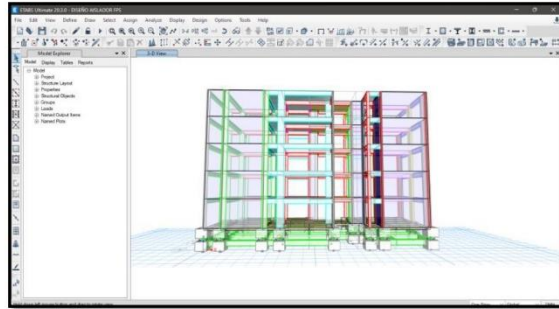 ETABS Ultimate 20.3.0 - DISEÑO AISLADOR FPS
File Edit View Define Draw Select Assign Analyze Display Design Options Tools Help
Model Explorer
3-D View
Model Display Tables Reports
Model
Project
Structure Layout
Properties
Structural Objects
Groups
Loads
Named Output Items
Named Plots